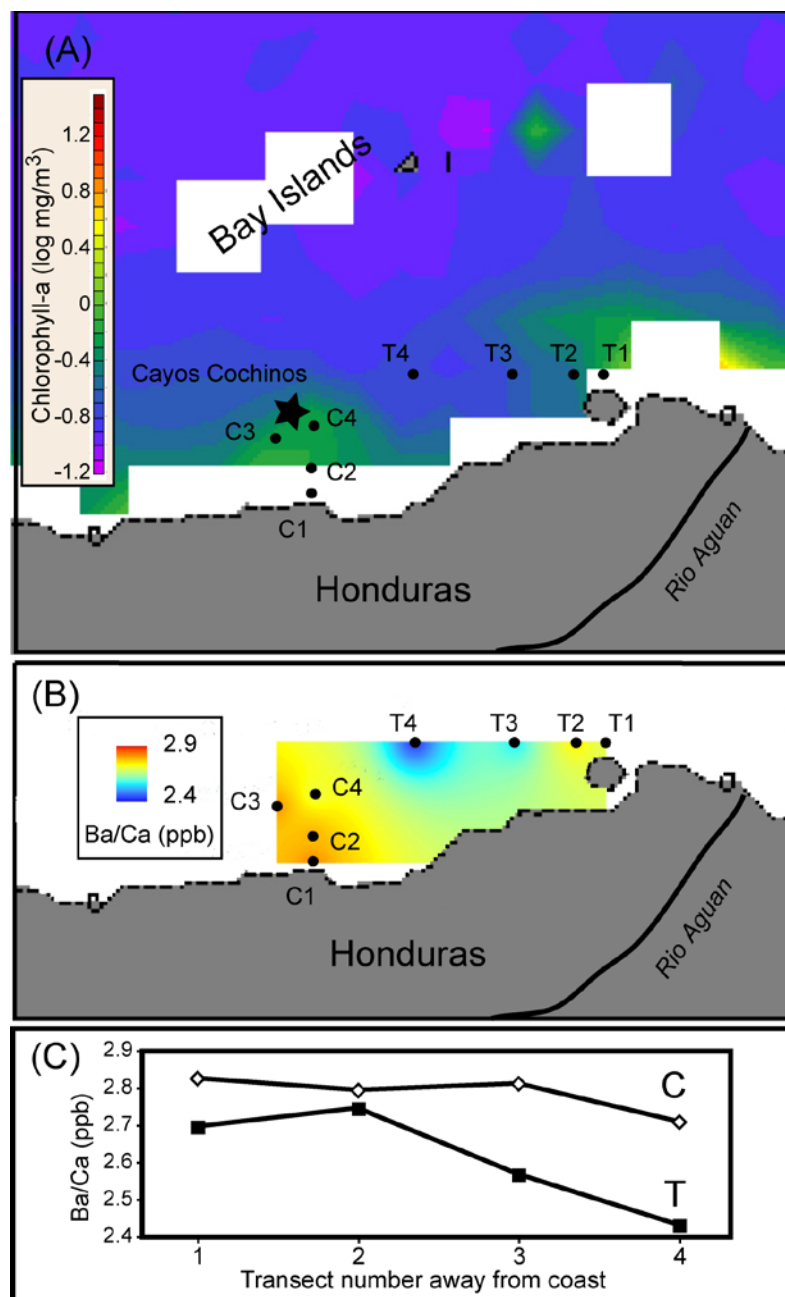 (A)
1.2
0.8
0.4
0
-0.4
-0.8
-1.2
Chlorophyll-a (log mg/m³)
Bay Islands
T4
T3
T2
T1
Cayos Cochinos
C3
C4
C2
C1
Honduras
Rio Aguan
(B)
2.9
2.4
Ba/Ca (ppb)
T4
T3
T2
T1
C3
C4
C2
C1
Honduras
Rio Aguan
(C)
2.9
2.8
2.7
2.6
2.5
2.4
Ba/Ca (ppb)
C
T
1 2 3 4
Transect number away from coast